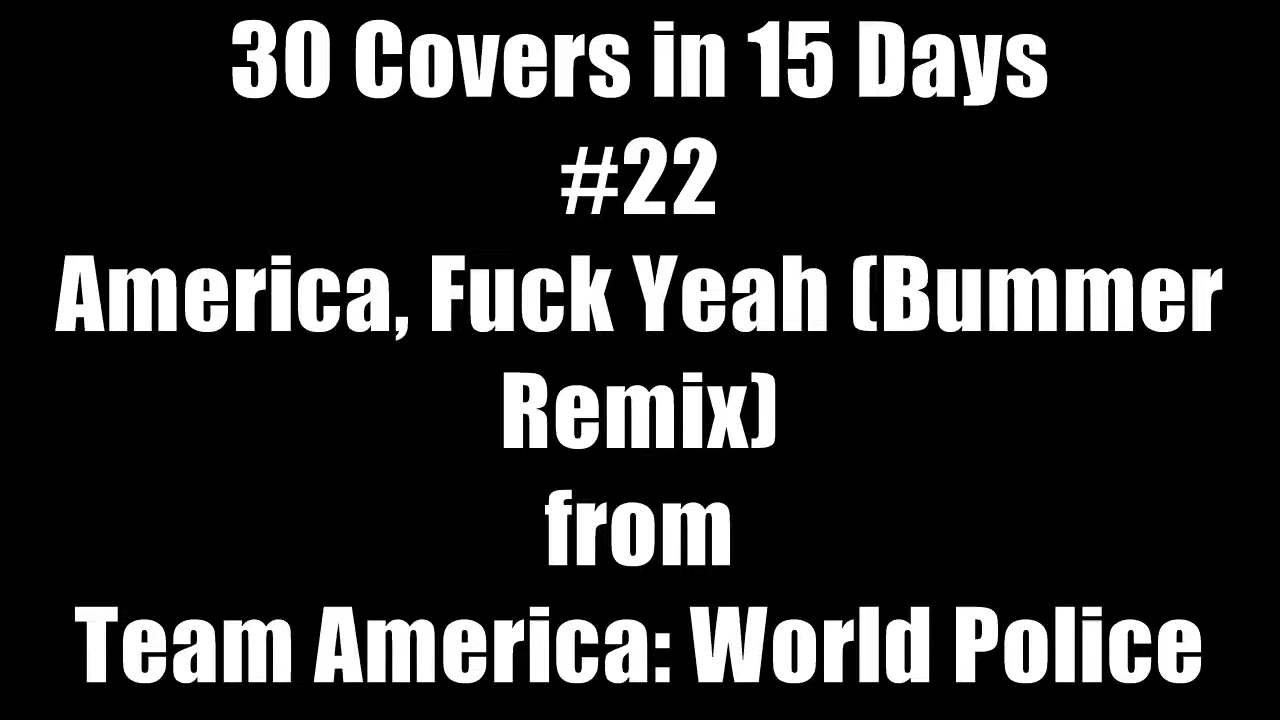 30 Covers in 15 Days
#22
America, Fuck Yeah (Bummer
Remix)
from
Team America: World Police